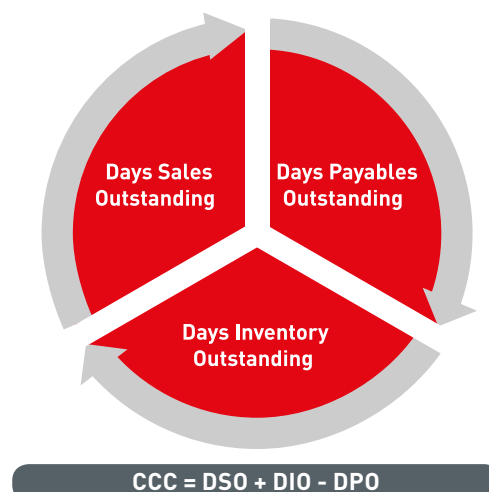 Days Sales
Outstanding
Days Payables
Outstanding
Days Inventory
Outstanding
CCC = DSO + DIO - DPO